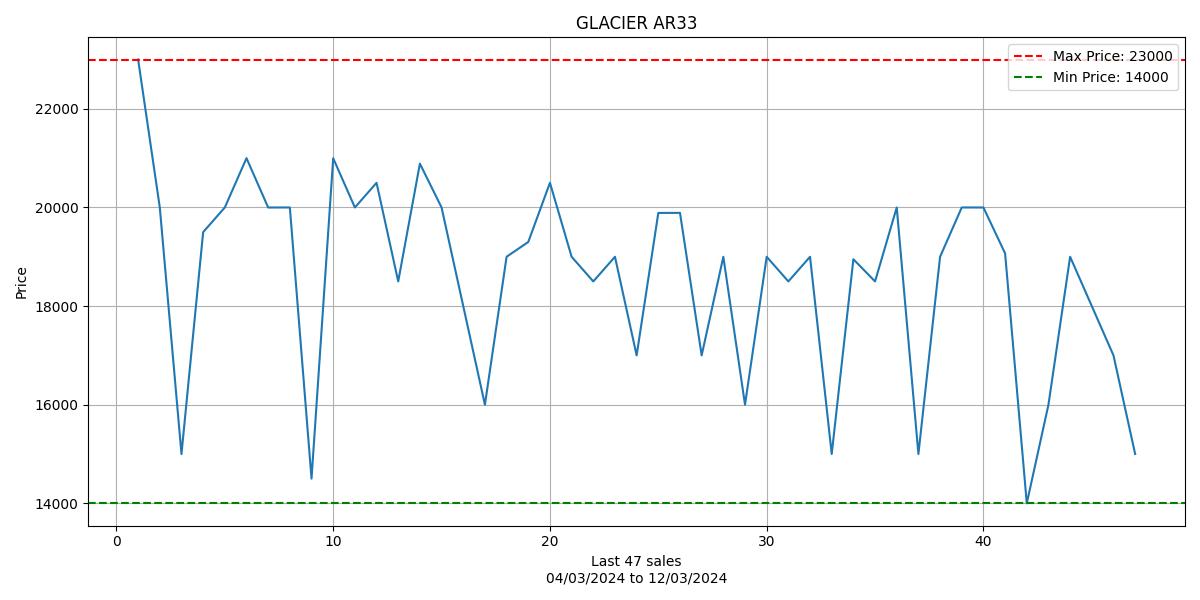 GLACIER AR33
Max Price: 23000
Min Price: 14000
22000
20000
18000
16000
14000
Price
0 10 20 30 40
Last 47 sales
04/03/2024 to 12/03/2024